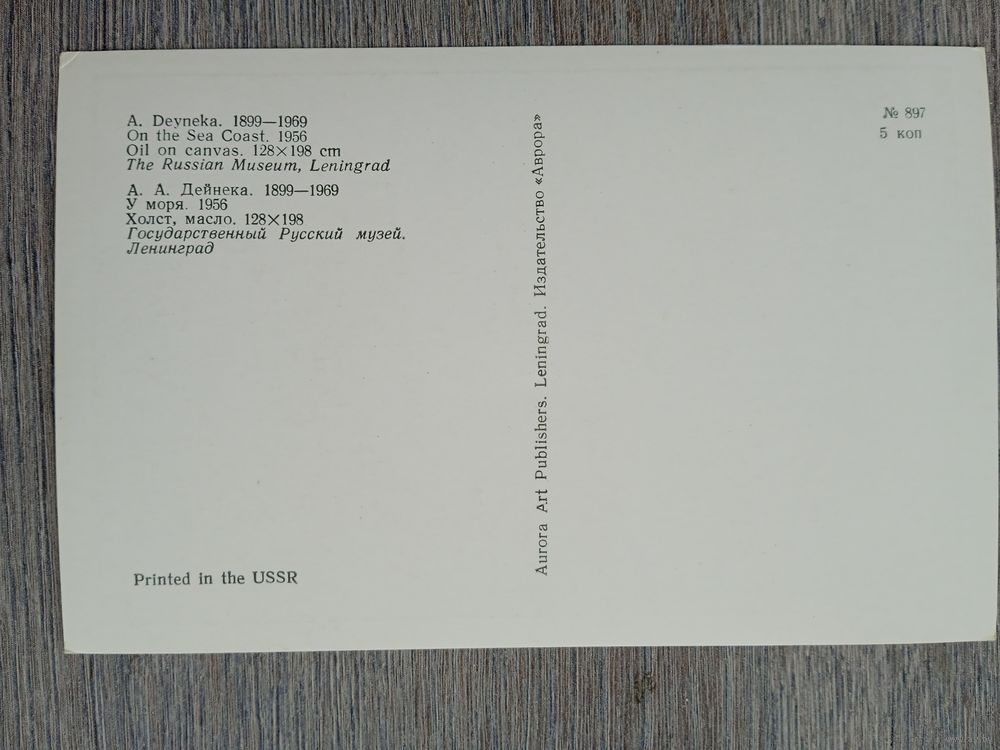 A. Deyneka. 1899—1969
On the Sea Coast. 1956
Oil on canvas. 128×198 cm
The Russian Museum, Leningrad
А. А. Дейнека. 1899—1969
У моря. 1956
Холст, масло. 128×198
Государственный Русский музей.
Ленинград
Printed in the USSR
Aurora Art Publishers. Leningrad. Издательство «Аврора»
№ 897
5 коп